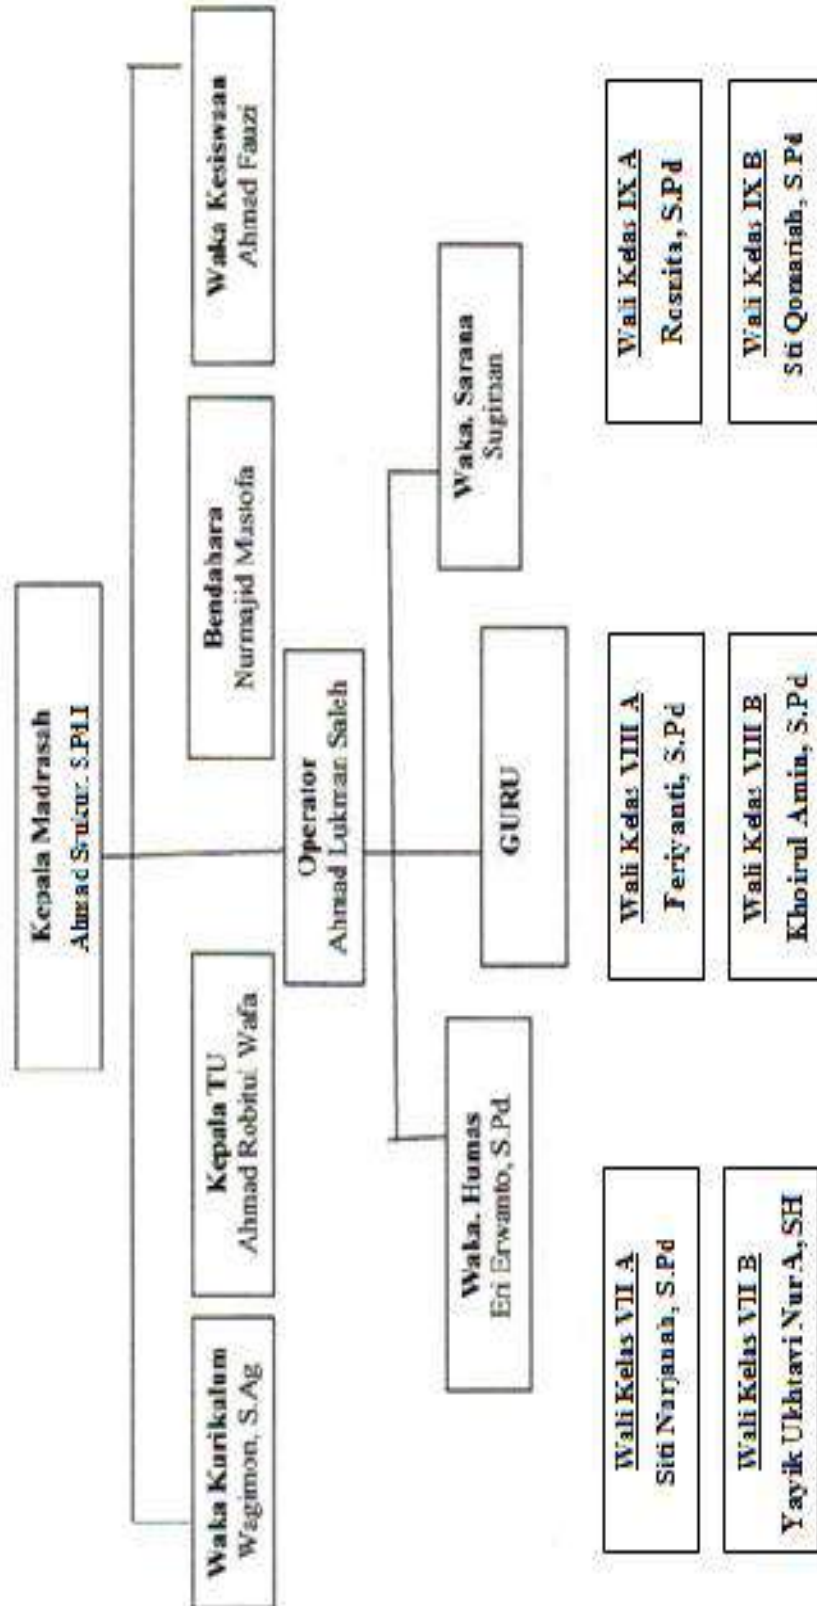 Kepala Madrasah
Ahmad Syukur. S.Pd.I
Waka Kurikalum
Wagimon, S.Ag
Kepala TU
Ahmad Robitul Wafa
Bendahara
Nurmajid Mustofa
Waka Kesiswaan
Ahmad Fauzi
Operator
Ahmad Lukman Saleh
Waka. Humas
Eri Erwanto, S.Pd.
GURU
Waka. Sarana
Sugiman
Wali Kelas VII A
Siti Nurjanah, S.Pd
Wali Kelas VIII A
Feriyanti, S.Pd
Wali Kelas IX A
Rosnita, S.Pd
Wali Kelas VII B
Yayik Ukhtavi Nur A, SH
Wali Kelas VIII B
Khoirul Amin, S.Pd
Wali Kelas IX B
Siti Qomariah, S.Pd